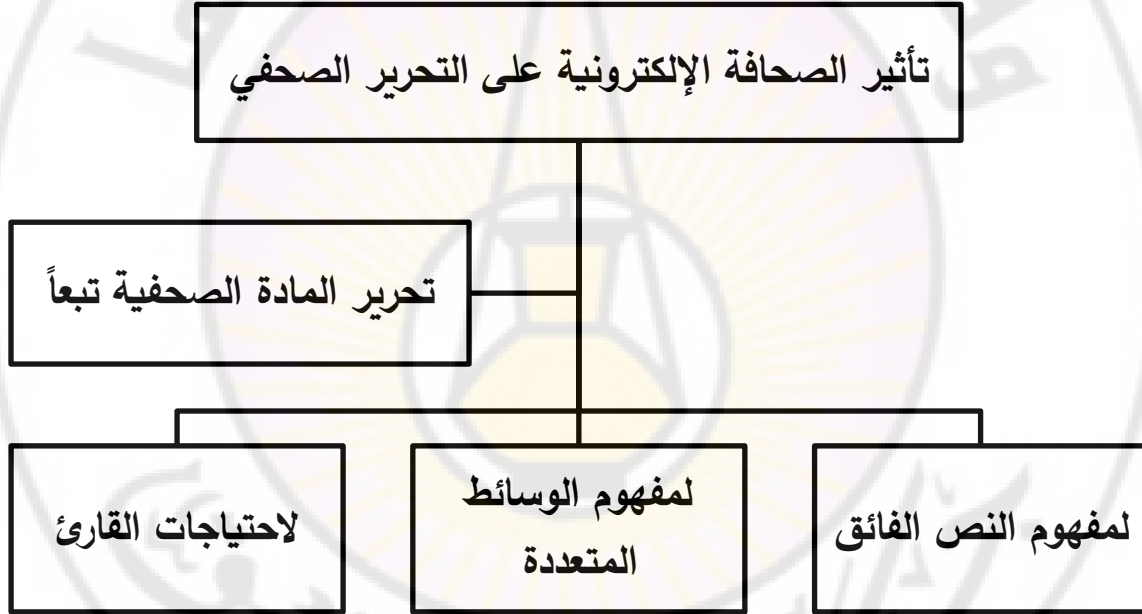 تأثير الصحافة الإلكترونية على التحرير الصحفي
تحرير المادة الصحفية تبعاً
لمفهوم النص الفائق
لمفهوم الوسائط
المتعددة
لاحتياجات القارئ